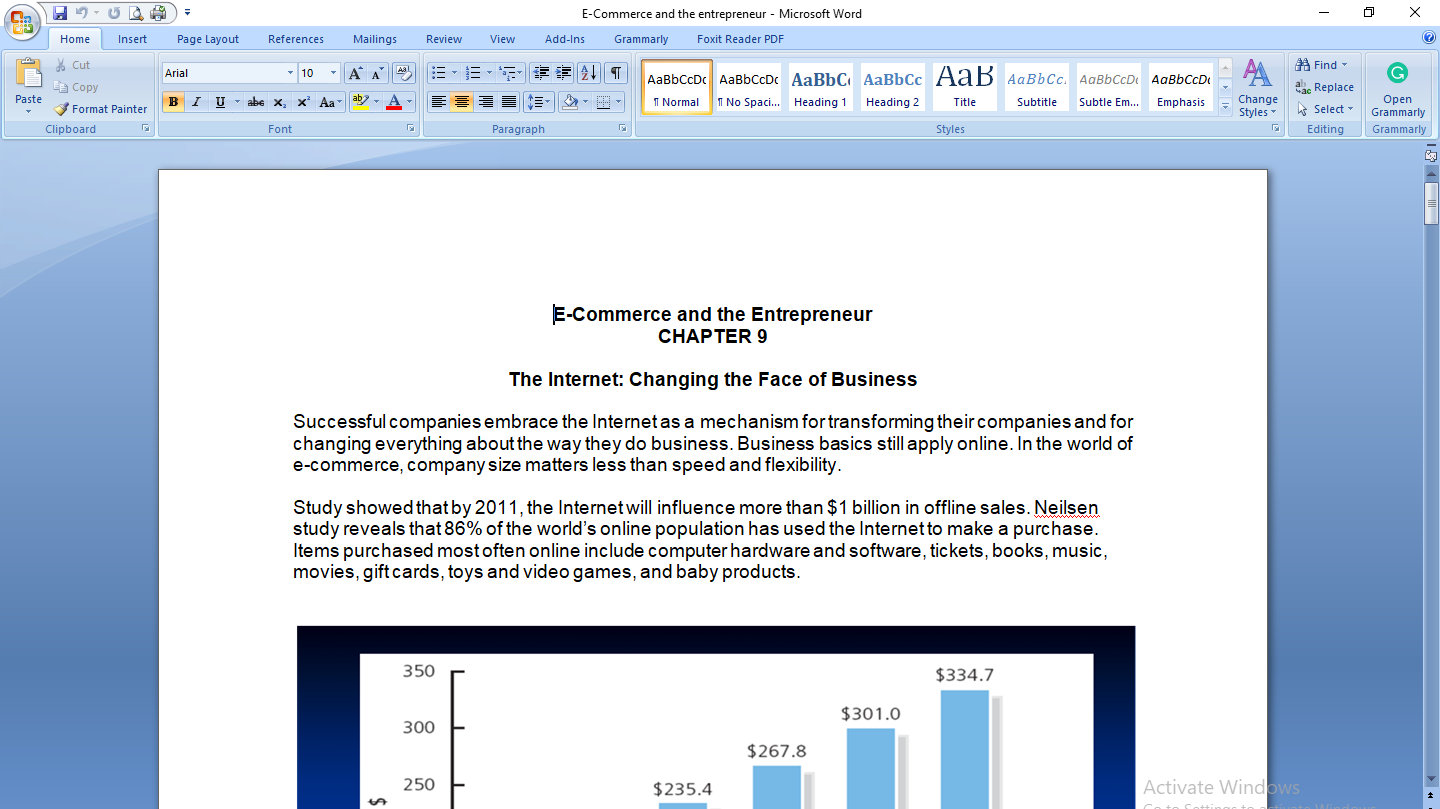 E-Commerce and the entrepreneur - Microsoft Word
Home Insert Page Layout References Mailings Review View Add-Ins Grammarly Foxit Reader PDF
Paste
Cut
Copy
Format Painter
Clipboard
Arial 10
B I U abc X₂ X² Aa
Font
Paragraph
AaBbCcDc AaBbCcDc AaBbC AaBbCc AaB AaBbCc. AaBbCcDc AaBbCcDc
¶ Normal ¶ No Spaci... Heading 1 Heading 2 Title Subtitle Subtle Em... Emphasis
Change Styles
Styles
Find
Replace
Select
Editing
Open Grammarly
Grammarly
E-Commerce and the Entrepreneur
CHAPTER 9
The Internet: Changing the Face of Business
Successful companies embrace the Internet as a mechanism for transforming their companies and for
changing everything about the way they do business. Business basics still apply online. In the world of
e-commerce, company size matters less than speed and flexibility.
Study showed that by 2011, the Internet will influence more than $1 billion in offline sales. Neilsen
study reveals that 86% of the world’s online population has used the Internet to make a purchase.
Items purchased most often online include computer hardware and software, tickets, books, music,
movies, gift cards, toys and video games, and baby products.
350 $334.7
300 $301.0
$267.8
250 $235.4
$
Activate Windows